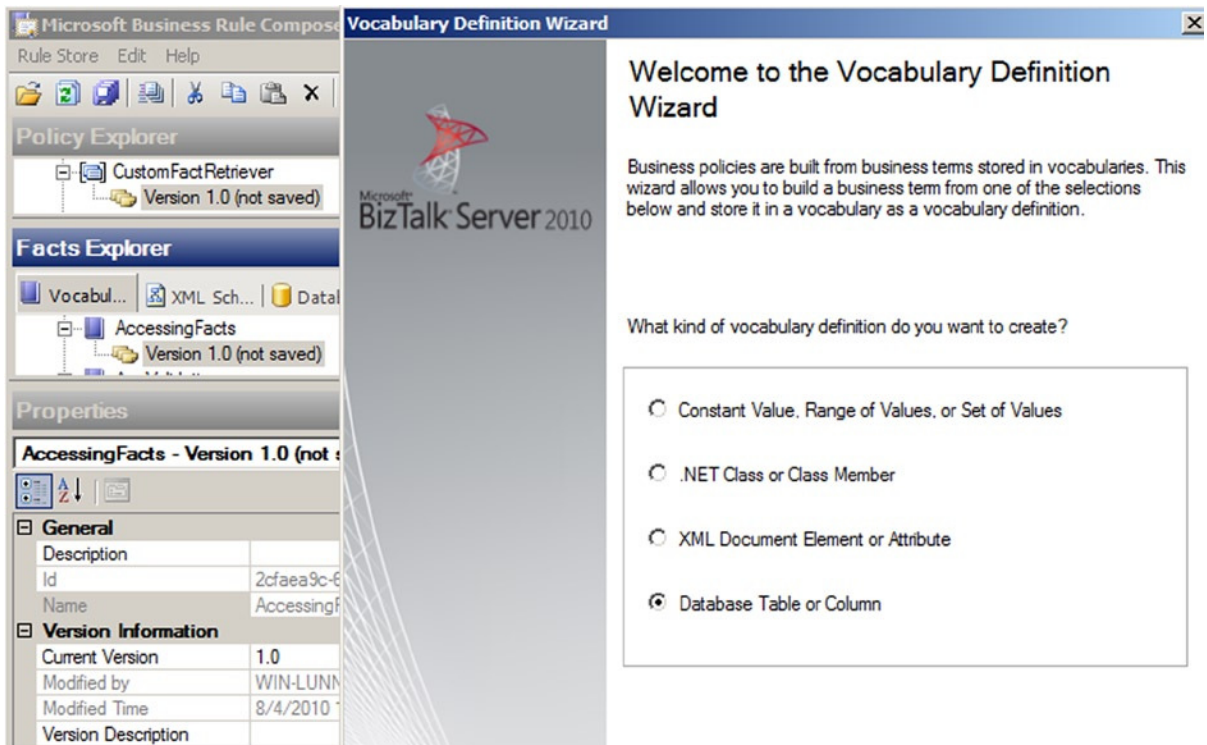 Microsoft Business Rule Compose
Rule Store Edit Help
Policy Explorer
CustomFactRetriever
Version 1.0 (not saved)
Facts Explorer
Vocabul... XML Sch... Datal
AccessingFacts
Version 1.0 (not saved)
Properties
AccessingFacts - Version 1.0 (not s
General
Description
Id 2cfaea9c-6
Name AccessingF
Version Information
Current Version 1.0
Modified by WIN-LUNN
Modified Time 8/4/2010 1
Version Description
Vocabulary Definition Wizard
Microsoft
BizTalk Server 2010
Welcome to the Vocabulary Definition
Wizard
Business policies are built from business terms stored in vocabularies. This
wizard allows you to build a business term from one of the selections
below and store it in a vocabulary as a vocabulary definition.
What kind of vocabulary definition do you want to create?
Constant Value, Range of Values, or Set of Values
.NET Class or Class Member
XML Document Element or Attribute
Database Table or Column